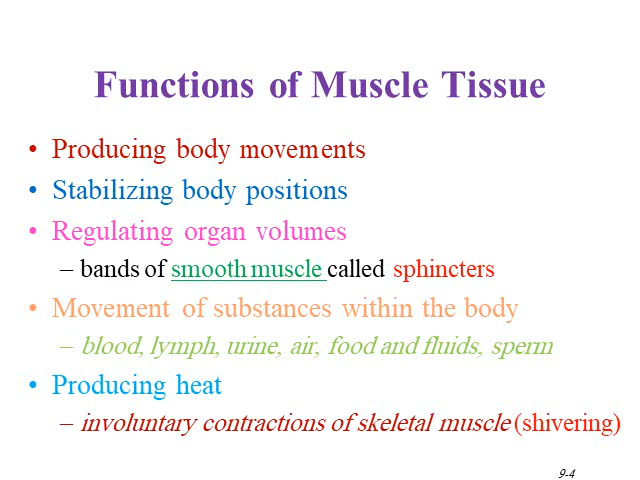 Functions of Muscle Tissue
• Producing body movements
• Stabilizing body positions
• Regulating organ volumes
– bands of smooth muscle called sphincters
• Movement of substances within the body
– blood, lymph, urine, air, food and fluids, sperm
• Producing heat
– involuntary contractions of skeletal muscle (shivering)
9-4